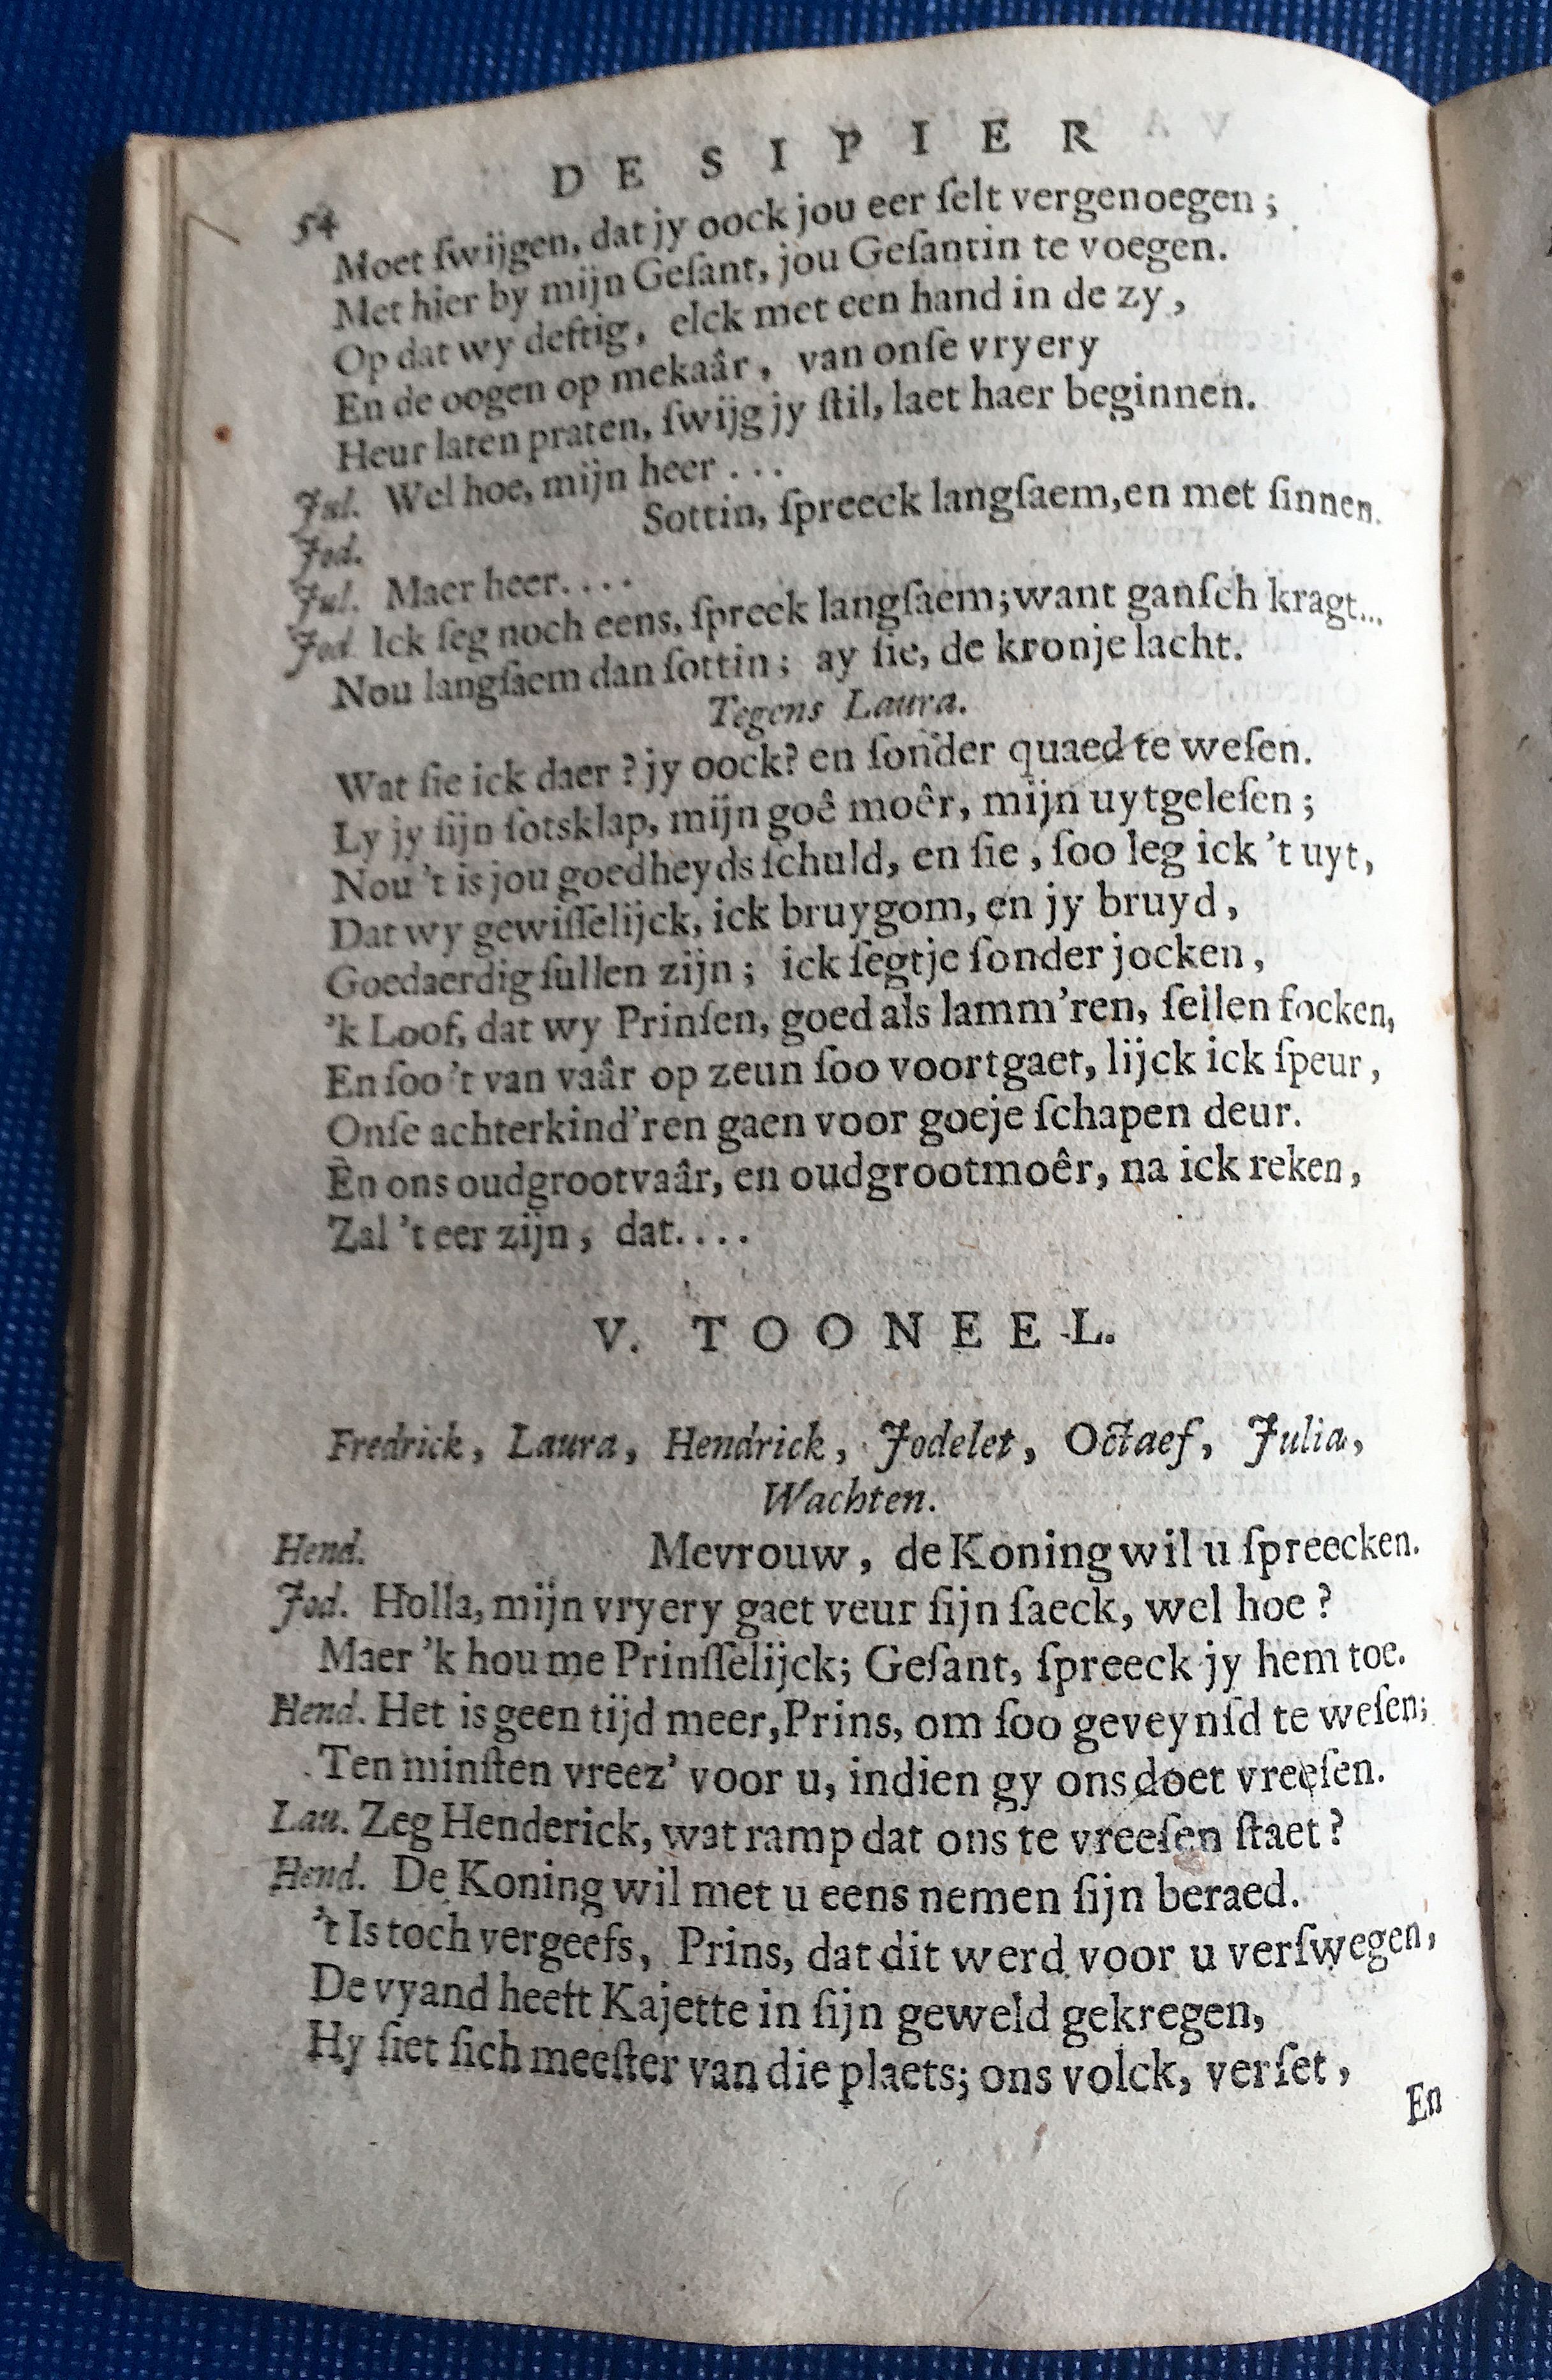 DE SIPIER
54
Moet ſwijgen, dat jy oock jou eer ſelt vergenoegen;
Met hier by mijn Geſant, jou Geſantin te voegen.
Op dat wy deftig, elck met een hand in de zy,
En de oogen op mekaâr, van onſe vryery
Heur laten praten, ſwijg jy ſtil, laet haer beginnen.
Jul. Wel hoe, mijn heer ...
Jod. Sottin, ſpreeck langſaem, en met ſinnen.
Jul. Maer heer....
Jod. Ick ſeg noch eens, ſpreek langſaem; want ganſch kragt...
Nou langſaem dan ſottin; ay ſie, de kronje lacht.
Tegens Laura.
Wat ſie ick daer? jy oock? en ſonder quaed te weſen.
Ly jy ſijn ſotsklap, mijn goê moêr, mijn uytgeleſen;
Nou 't is jou goedheyds ſchuld, en ſie, ſoo leg ick 't uyt,
Dat wy gewiſſelijck, ick bruygom, en jy bruyd,
Goedaerdig ſullen zijn; ick ſegtje ſonder jocken,
'k Loof, dat wy Prinſen, goed als lamm'ren, ſellen focken,
En ſoo 't van vaâr op zeun ſoo voortgaet, lijck ick ſpeur,
Onſe achterkind'ren gaen voor goeje ſchapen deur.
En ons oudgrootvaâr, en oudgrootmoêr, na ick reken,
Zal 't eer zijn, dat....
V. TOONEEL.
Fredrick, Laura, Hendrick, Jodelet, Octaef, Julia,
Wachten.
Hend. Mevrouw, de Koning wil u ſpreecken.
Jod. Holla, mijn vryery gaet veur ſijn ſaeck, wel hoe?
Maer 'k hou me Prinſſelijck; Geſant, ſpreeck jy hem toe.
Hend. Het is geen tijd meer, Prins, om ſoo geveynſd te weſen;
Ten minſten vreez' voor u, indien gy ons doet vreeſen.
Lau. Zeg Henderick, wat ramp dat ons te vreeſen ſtaet?
Hend. De Koning wil met u eens nemen ſijn beraed.
't Is toch vergeefs, Prins, dat dit werd voor u verſwegen,
De vyand heeft Kajette in ſijn geweld gekregen,
Hy ſiet ſich meeſter van die plaets; ons volck, verſet,
En